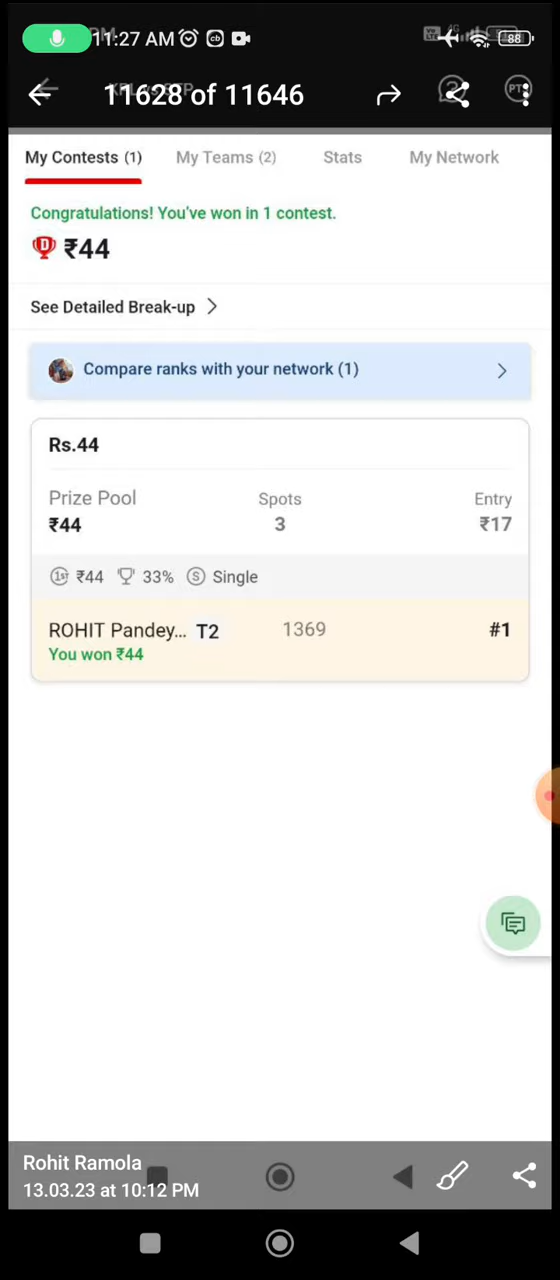 11:27 AM
88
11628 of 11646
My Contests (1) My Teams (2) Stats My Network
Congratulations! You've won in 1 contest.
D ₹44
See Detailed Break-up
Compare ranks with your network (1)
Rs.44
Prize Pool Spots Entry
₹44 3 ₹17
1st ₹44 33% S Single
ROHIT Pandey... T2 1369 #1
You won ₹44
Rohit Ramola
13.03.23 at 10:12 PM